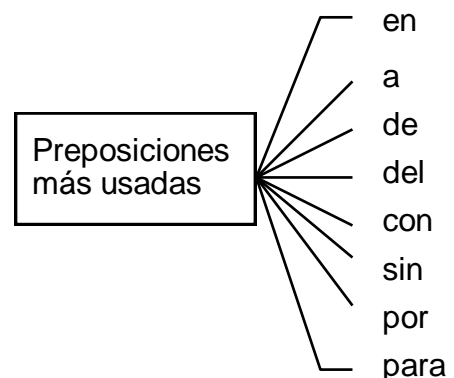 Preposiciones
más usadas
en
a
de
del
con
sin
por
para